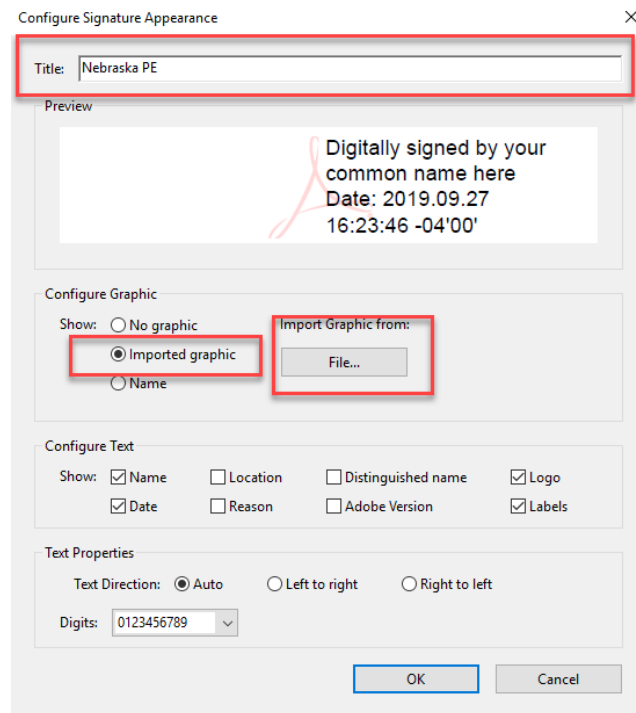 Configure Signature Appearance
Title: Nebraska PE
Preview
Digitally signed by your
common name here
Date: 2019.09.27
16:23:46 -04'00'
Configure Graphic
Show: No graphic
Imported graphic
Name
Import Graphic from:
File...
Configure Text
Show: Name Location Distinguished name Logo
Date Reason Adobe Version Labels
Text Properties
Text Direction: Auto Left to right Right to left
Digits: 0123456789
OK Cancel